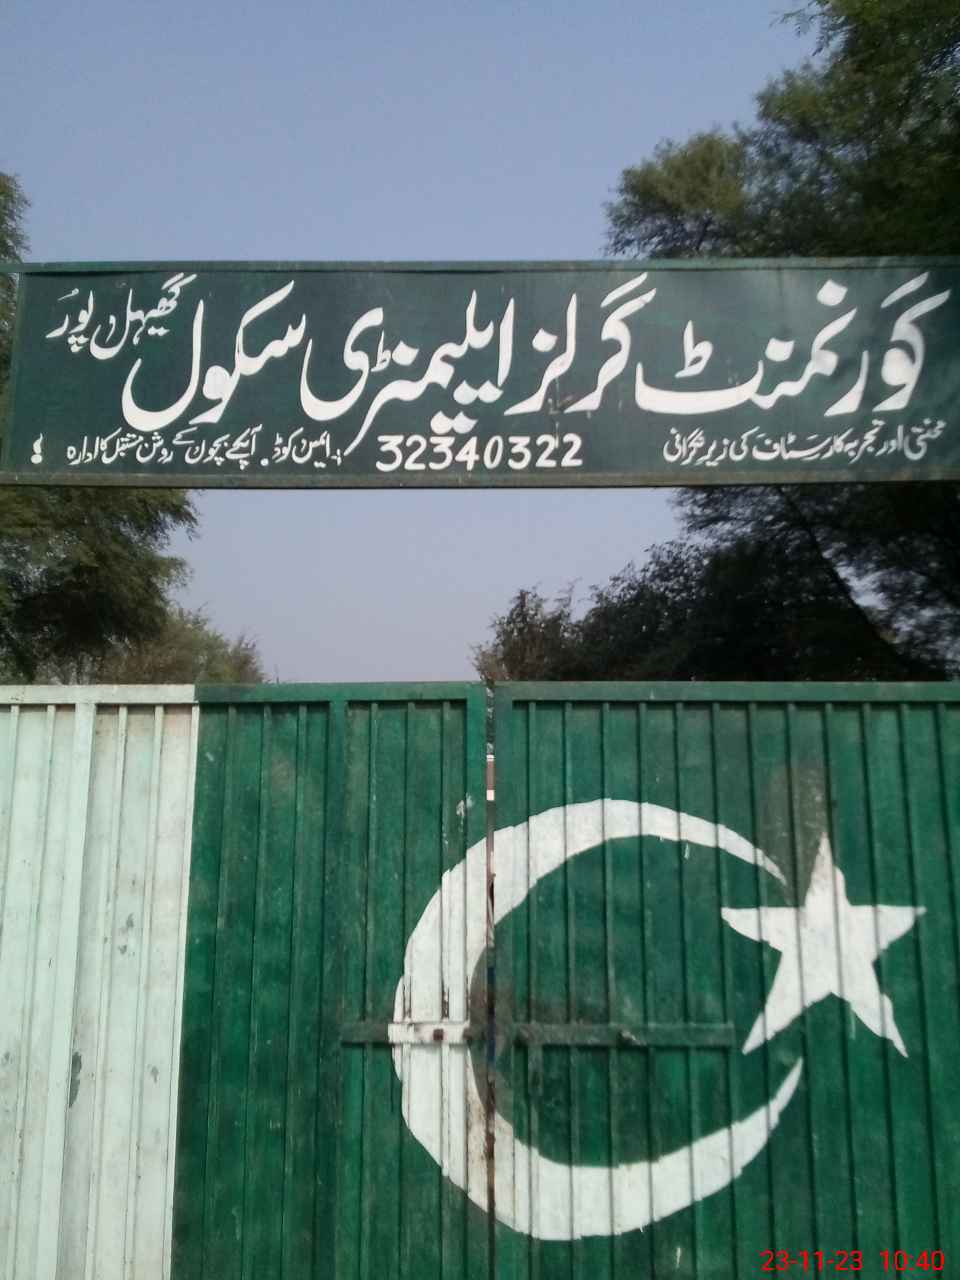 گورنمنٹ گرلز ایلیمنٹری سکول گھیہل پور
محنتی اور تجربہ کار سٹاف کی زیر نگرانی 32340322 ایمس کوڈ. آپکے بچوں کے روشن مستقبل کا ادارہ !
23-11-23 10:40